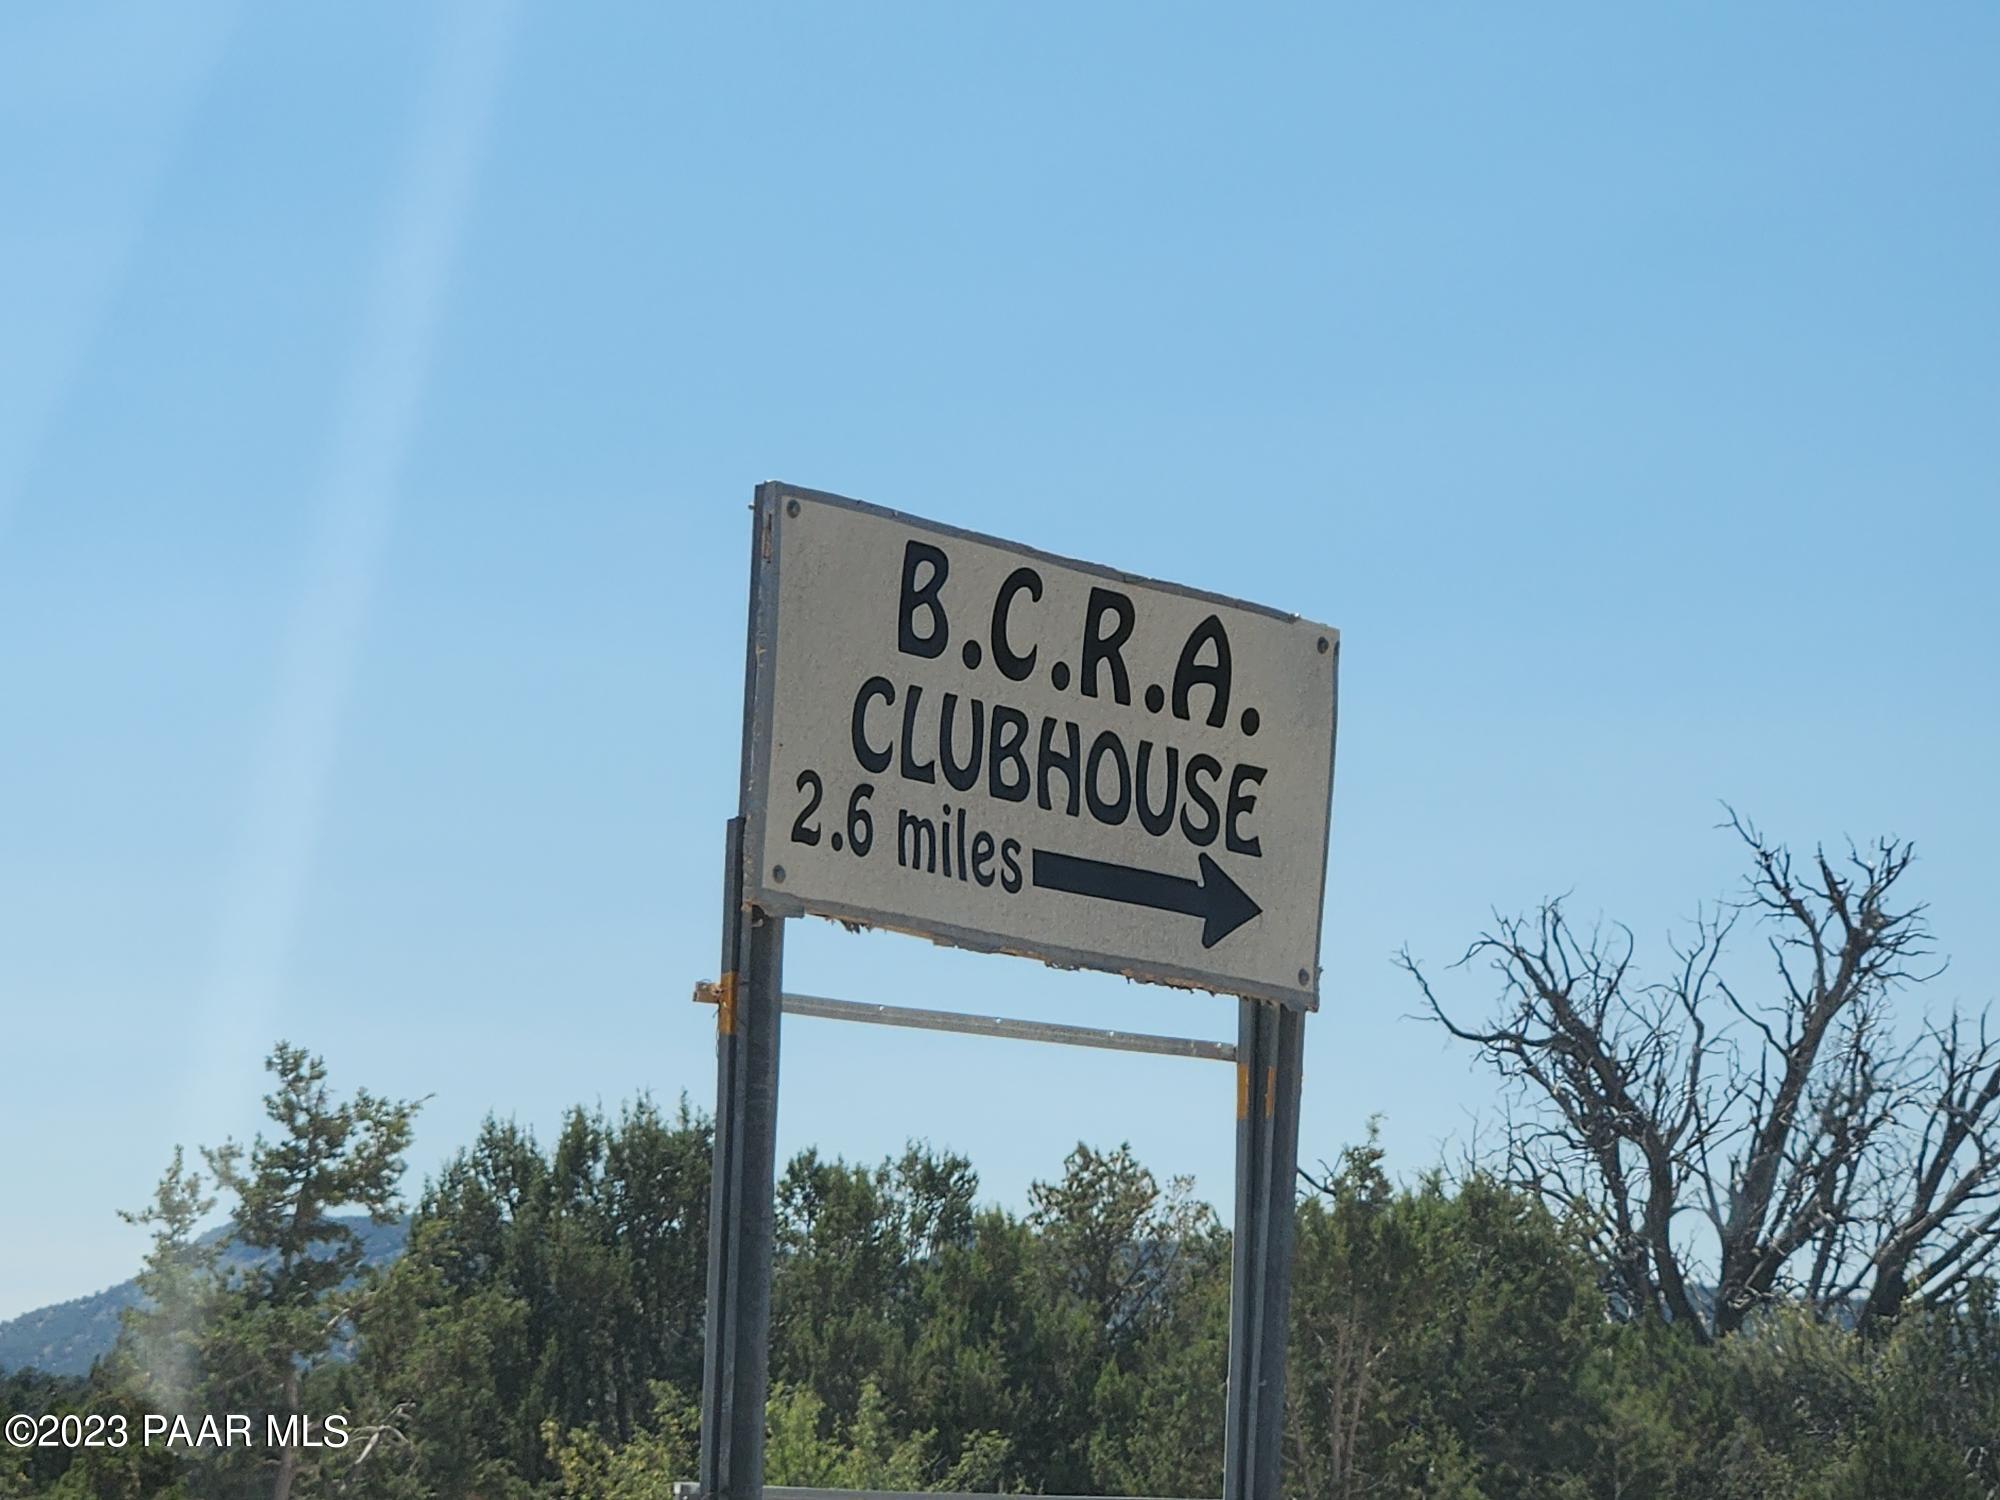 B.C.R.A.
CLUBHOUSE
2.6 miles
©2023 PAAR MLS